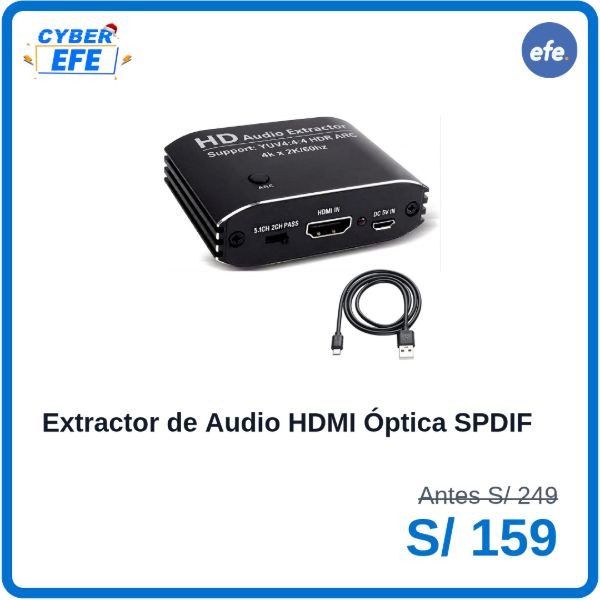 CYBER
EFE
efe.
HD Audio Extractor
Support: YUV4:4:4 HDR ARC
4k x 2K/60hz
ARC
5.1CH 2CH PASS
HDMI IN
DC 5V IN
Extractor de Audio HDMI Óptica SPDIF
Antes S/ 249
S/ 159